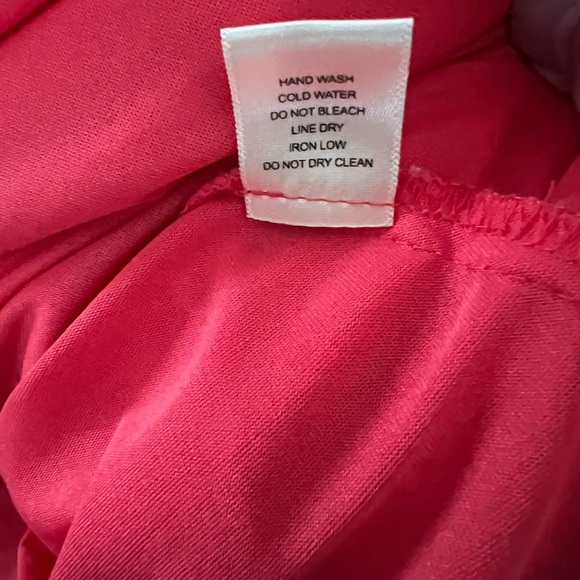 HAND WASH
COLD WATER
DO NOT BLEACH
LINE DRY
IRON LOW
DO NOT DRY CLEAN